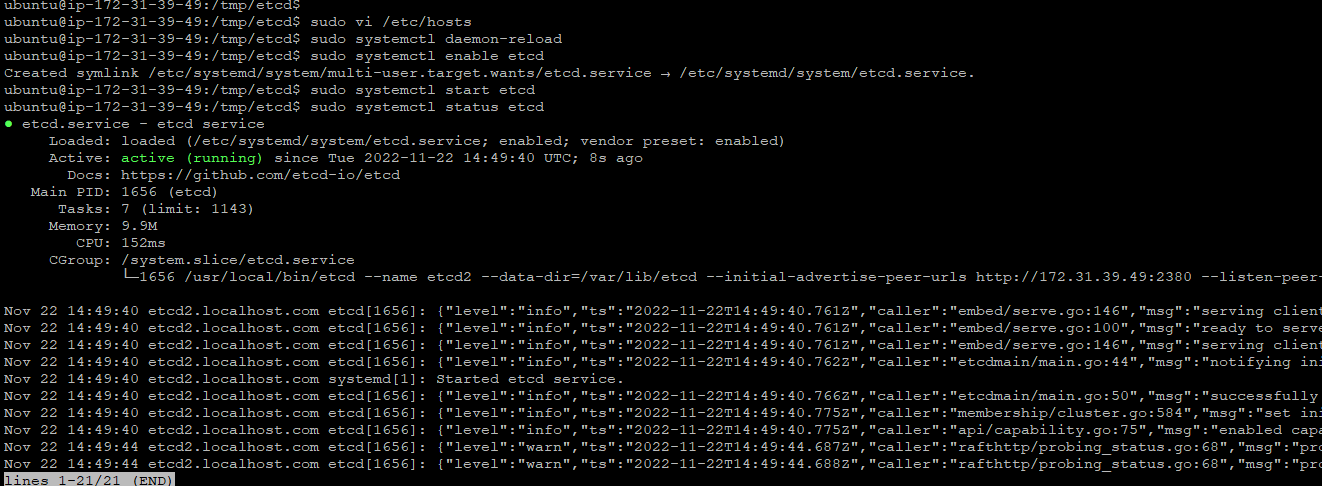 ubuntu@ip-172-31-39-49:/tmp/etcd$
ubuntu@ip-172-31-39-49:/tmp/etcd$ sudo vi /etc/hosts
ubuntu@ip-172-31-39-49:/tmp/etcd$ sudo systemctl daemon-reload
ubuntu@ip-172-31-39-49:/tmp/etcd$ sudo systemctl enable etcd
Created symlink /etc/systemd/system/multi-user.target.wants/etcd.service → /etc/systemd/system/etcd.service.
ubuntu@ip-172-31-39-49:/tmp/etcd$ sudo systemctl start etcd
ubuntu@ip-172-31-39-49:/tmp/etcd$ sudo systemctl status etcd
● etcd.service - etcd service
Loaded: loaded (/etc/systemd/system/etcd.service; enabled; vendor preset: enabled)
Active: active (running) since Tue 2022-11-22 14:49:40 UTC; 8s ago
Docs: https://github.com/etcd-io/etcd
Main PID: 1656 (etcd)
Tasks: 7 (limit: 1143)
Memory: 9.9M
CPU: 152ms
CGroup: /system.slice/etcd.service
└─1656 /usr/local/bin/etcd --name etcd2 --data-dir=/var/lib/etcd --initial-advertise-peer-urls http://172.31.39.49:2380 --listen-peer-
Nov 22 14:49:40 etcd2.localhost.com etcd[1656]: {"level":"info","ts":"2022-11-22T14:49:40.761Z","caller":"embed/serve.go:146","msg":"serving client
Nov 22 14:49:40 etcd2.localhost.com etcd[1656]: {"level":"info","ts":"2022-11-22T14:49:40.761Z","caller":"embed/serve.go:100","msg":"ready to serve
Nov 22 14:49:40 etcd2.localhost.com etcd[1656]: {"level":"info","ts":"2022-11-22T14:49:40.761Z","caller":"embed/serve.go:146","msg":"serving client
Nov 22 14:49:40 etcd2.localhost.com etcd[1656]: {"level":"info","ts":"2022-11-22T14:49:40.762Z","caller":"etcdmain/main.go:44","msg":"notifying ini
Nov 22 14:49:40 etcd2.localhost.com systemd[1]: Started etcd service.
Nov 22 14:49:40 etcd2.localhost.com etcd[1656]: {"level":"info","ts":"2022-11-22T14:49:40.766Z","caller":"etcdmain/main.go:50","msg":"successfully
Nov 22 14:49:40 etcd2.localhost.com etcd[1656]: {"level":"info","ts":"2022-11-22T14:49:40.775Z","caller":"membership/cluster.go:584","msg":"set ini
Nov 22 14:49:40 etcd2.localhost.com etcd[1656]: {"level":"info","ts":"2022-11-22T14:49:40.775Z","caller":"api/capability.go:75","msg":"enabled capa
Nov 22 14:49:44 etcd2.localhost.com etcd[1656]: {"level":"warn","ts":"2022-11-22T14:49:44.687Z","caller":"rafthttp/probing_status.go:68","msg":"pro
Nov 22 14:49:44 etcd2.localhost.com etcd[1656]: {"level":"warn","ts":"2022-11-22T14:49:44.688Z","caller":"rafthttp/probing_status.go:68","msg":"pro
lines 1-21/21 (END)